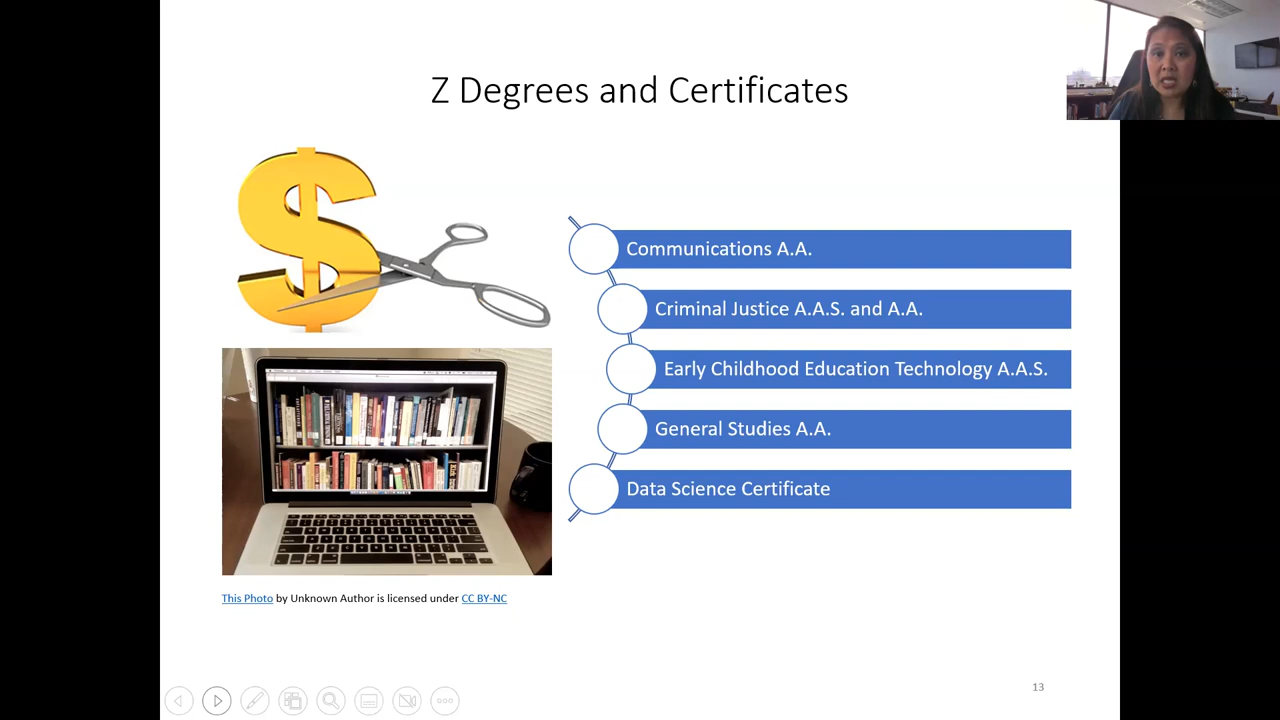 Z Degrees and Certificates
Communications A.A.
Criminal Justice A.A.S. and A.A.
Early Childhood Education Technology A.A.S.
General Studies A.A.
Data Science Certificate
This Photo by Unknown Author is licensed under CC BY-NC
13